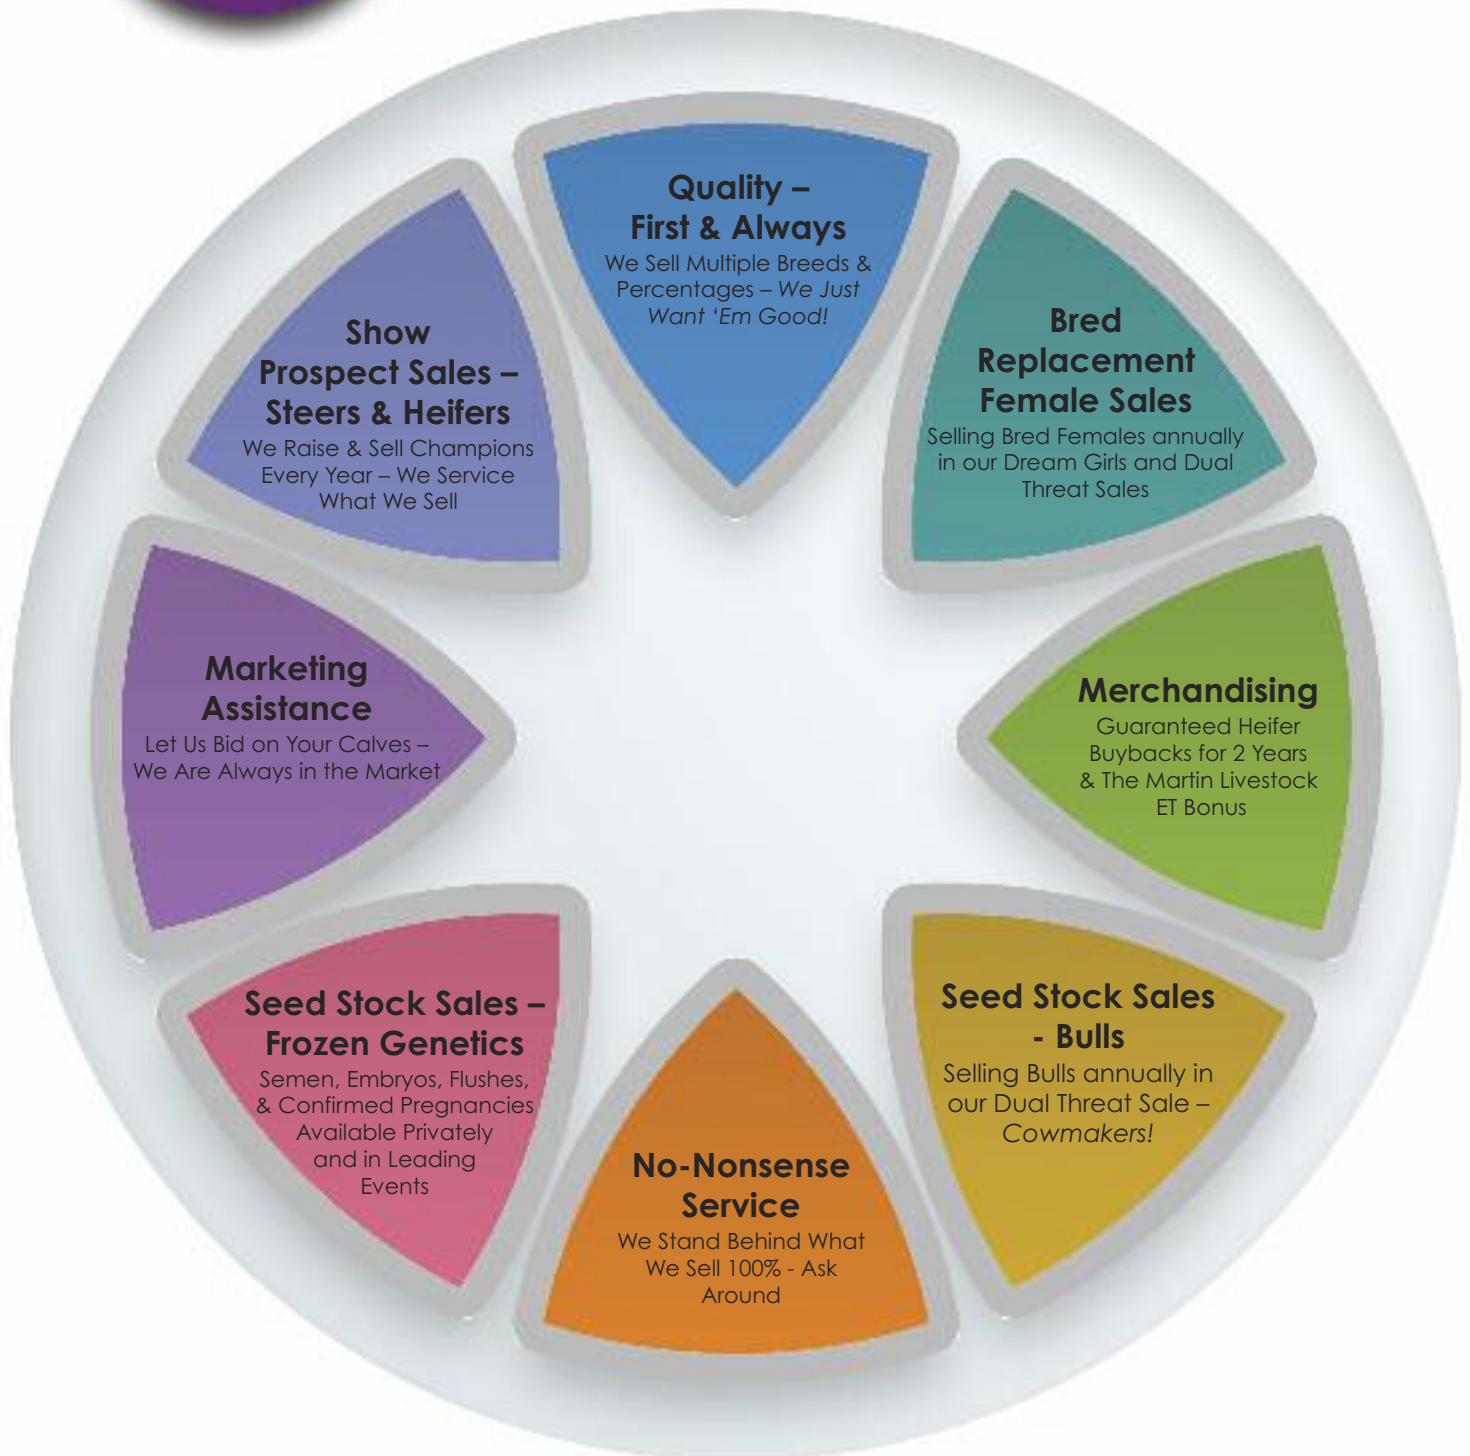 Quality –
First & Always
We Sell Multiple Breeds &
Percentages – We Just
Want ‘Em Good!
Bred
Replacement
Female Sales
Selling Bred Females annually
in our Dream Girls and Dual
Threat Sales
Merchandising
Guaranteed Heifer
Buybacks for 2 Years
& The Martin Livestock
ET Bonus
Seed Stock Sales
- Bulls
Selling Bulls annually in
our Dual Threat Sale –
Cowmakers!
No-Nonsense
Service
We Stand Behind What
We Sell 100% - Ask
Around
Seed Stock Sales –
Frozen Genetics
Semen, Embryos, Flushes,
& Confirmed Pregnancies
Available Privately
and in Leading
Events
Marketing
Assistance
Let Us Bid on Your Calves –
We Are Always in the Market
Show
Prospect Sales –
Steers & Heifers
We Raise & Sell Champions
Every Year – We Service
What We Sell